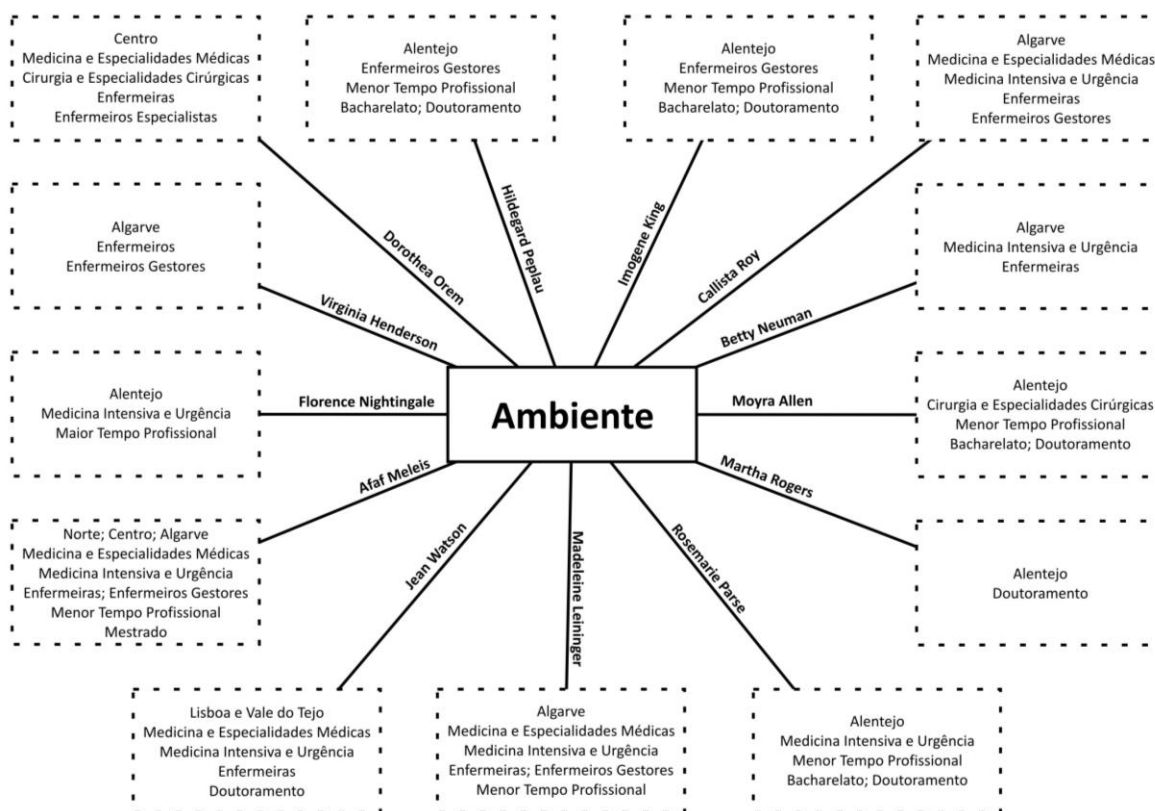 Centro
Medicina e Especialidades Médicas
Cirurgia e Especialidades Cirúrgicas
Enfermeiras
Enfermeiros Especialistas
Alentejo
Enfermeiros Gestores
Menor Tempo Profissional
Bacharelato; Doutoramento
Alentejo
Enfermeiros Gestores
Menor Tempo Profissional
Bacharelato; Doutoramento
Algarve
Medicina e Especialidades Médicas
Medicina Intensiva e Urgência
Enfermeiras
Enfermeiros Gestores
Dorothea Orem
Hildegard Peplau
Imogene King
Callista Roy
Algarve
Enfermeiros
Enfermeiros Gestores
Virginia Henderson
Betty Neuman
Algarve
Medicina Intensiva e Urgência
Enfermeiras
Alentejo
Medicina Intensiva e Urgência
Maior Tempo Profissional
Florence Nightingale
Ambiente
Moyra Allen
Alentejo
Cirurgia e Especialidades Cirúrgicas
Menor Tempo Profissional
Bacharelato; Doutoramento
Afaf Meleis
Jean Watson
Madeleine Leininger
Rosemarie Parse
Martha Rogers
Norte; Centro; Algarve
Medicina e Especialidades Médicas
Medicina Intensiva e Urgência
Enfermeiras; Enfermeiros Gestores
Menor Tempo Profissional
Mestrado
Alentejo
Doutoramento
Lisboa e Vale do Tejo
Medicina e Especialidades Médicas
Medicina Intensiva e Urgência
Enfermeiras
Doutoramento
Algarve
Medicina e Especialidades Médicas
Medicina Intensiva e Urgência
Enfermeiras; Enfermeiros Gestores
Menor Tempo Profissional
Alentejo
Medicina Intensiva e Urgência
Menor Tempo Profissional
Bacharelato; Doutoramento